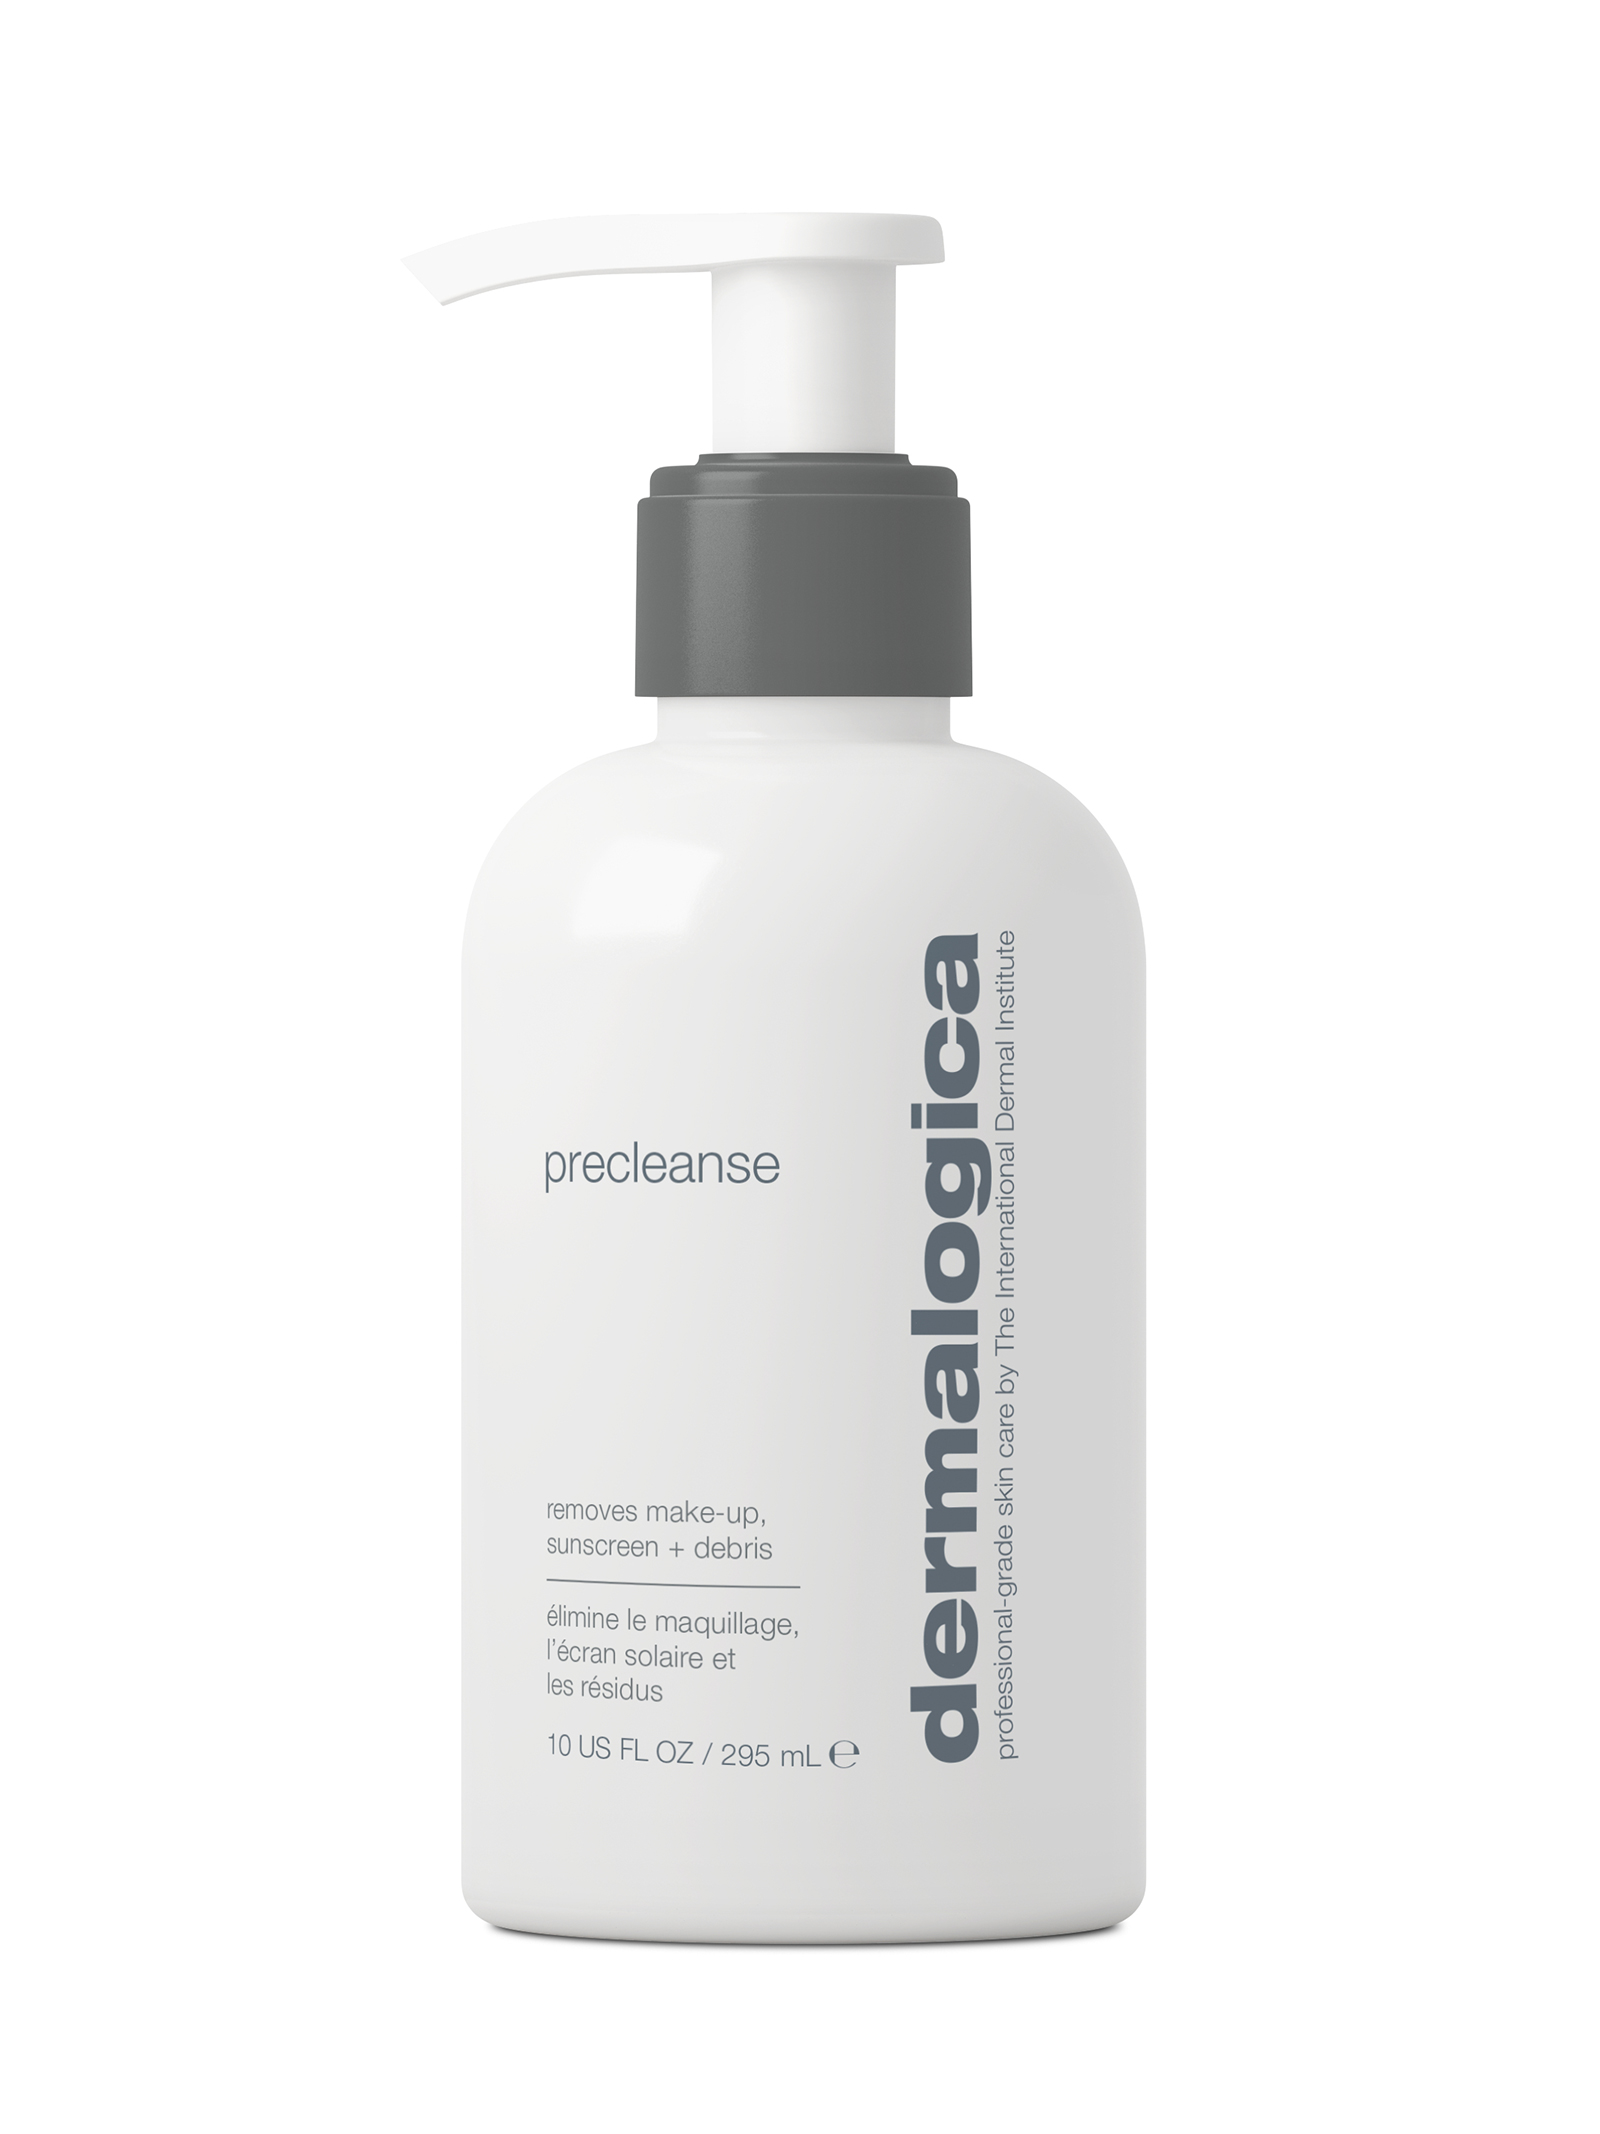 precleanse
removes make-up,
sunscreen + debris
élimine le maquillage,
l'écran solaire et
les résidus
10 US FL OZ / 295 mL ℮
dermalogica
professional-grade skin care by The International Dermal Institute